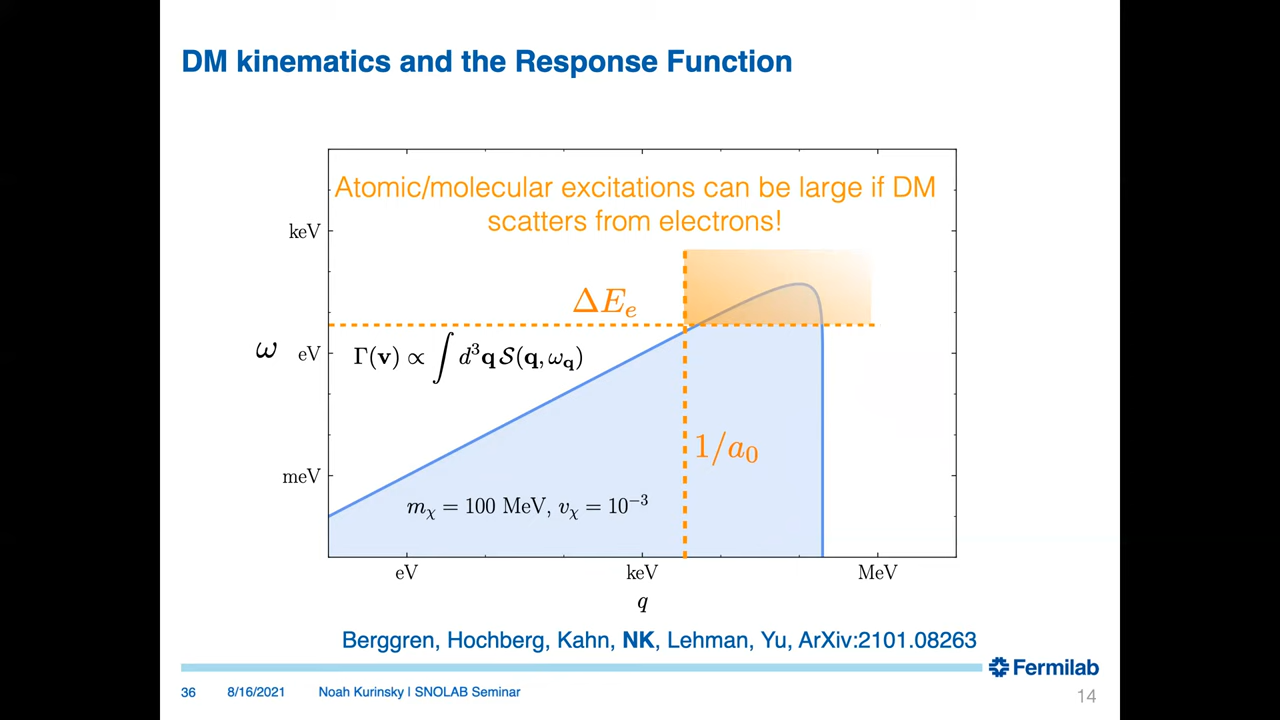 DM kinematics and the Response Function
Atomic/molecular excitations can be large if DM
scatters from electrons!
keV
ΔE_e
ω
eV
Γ(v) ∝ ∫ d³q S(q, ω_q)
1/a₀
meV
m_χ = 100 MeV, v_χ = 10⁻³
eV
keV
MeV
q
Berggren, Hochberg, Kahn, NK, Lehman, Yu, ArXiv:2101.08263
Fermilab
36
8/16/2021
Noah Kurinsky | SNOLAB Seminar
14